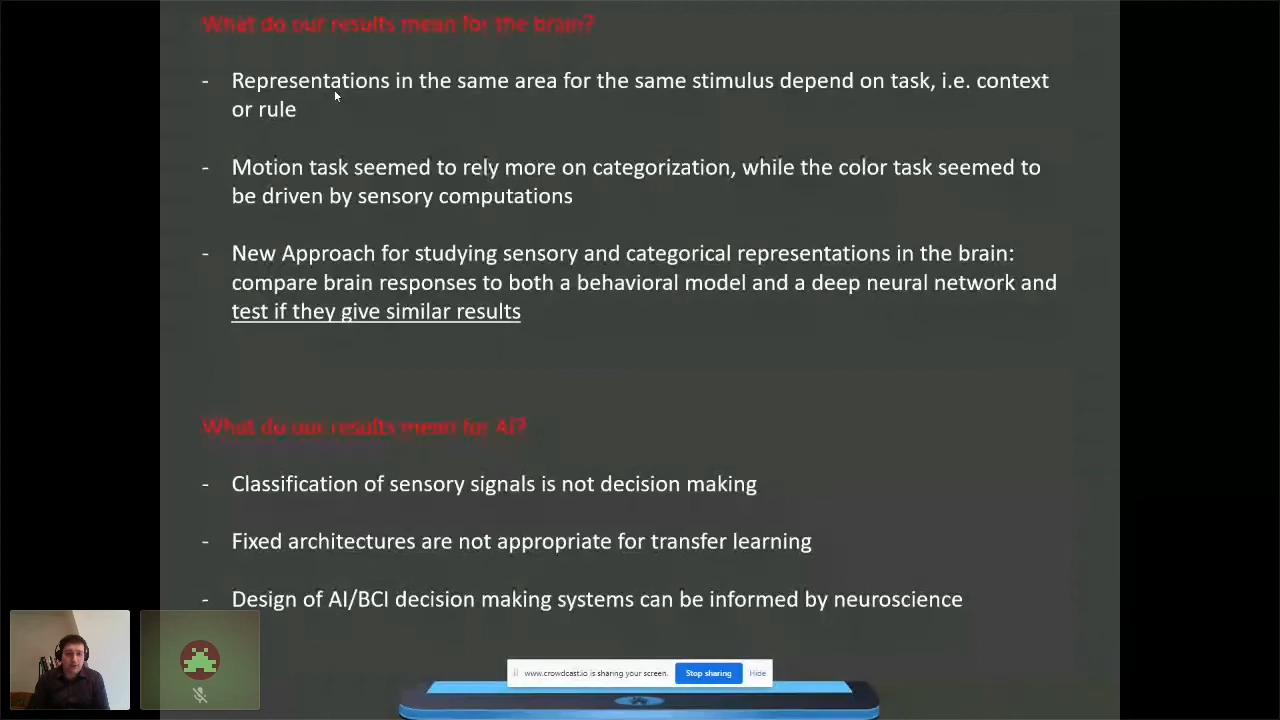 What do our results mean for the brain?
- Representations in the same area for the same stimulus depend on task, i.e. context
or rule
- Motion task seemed to rely more on categorization, while the color task seemed to
be driven by sensory computations
- New Approach for studying sensory and categorical representations in the brain:
compare brain responses to both a behavioral model and a deep neural network and
test if they give similar results
What do our results mean for AI?
- Classification of sensory signals is not decision making
- Fixed architectures are not appropriate for transfer learning
- Design of AI/BCI decision making systems can be informed by neuroscience
www.crowdcast.io is sharing your screen. Stop sharing Hide